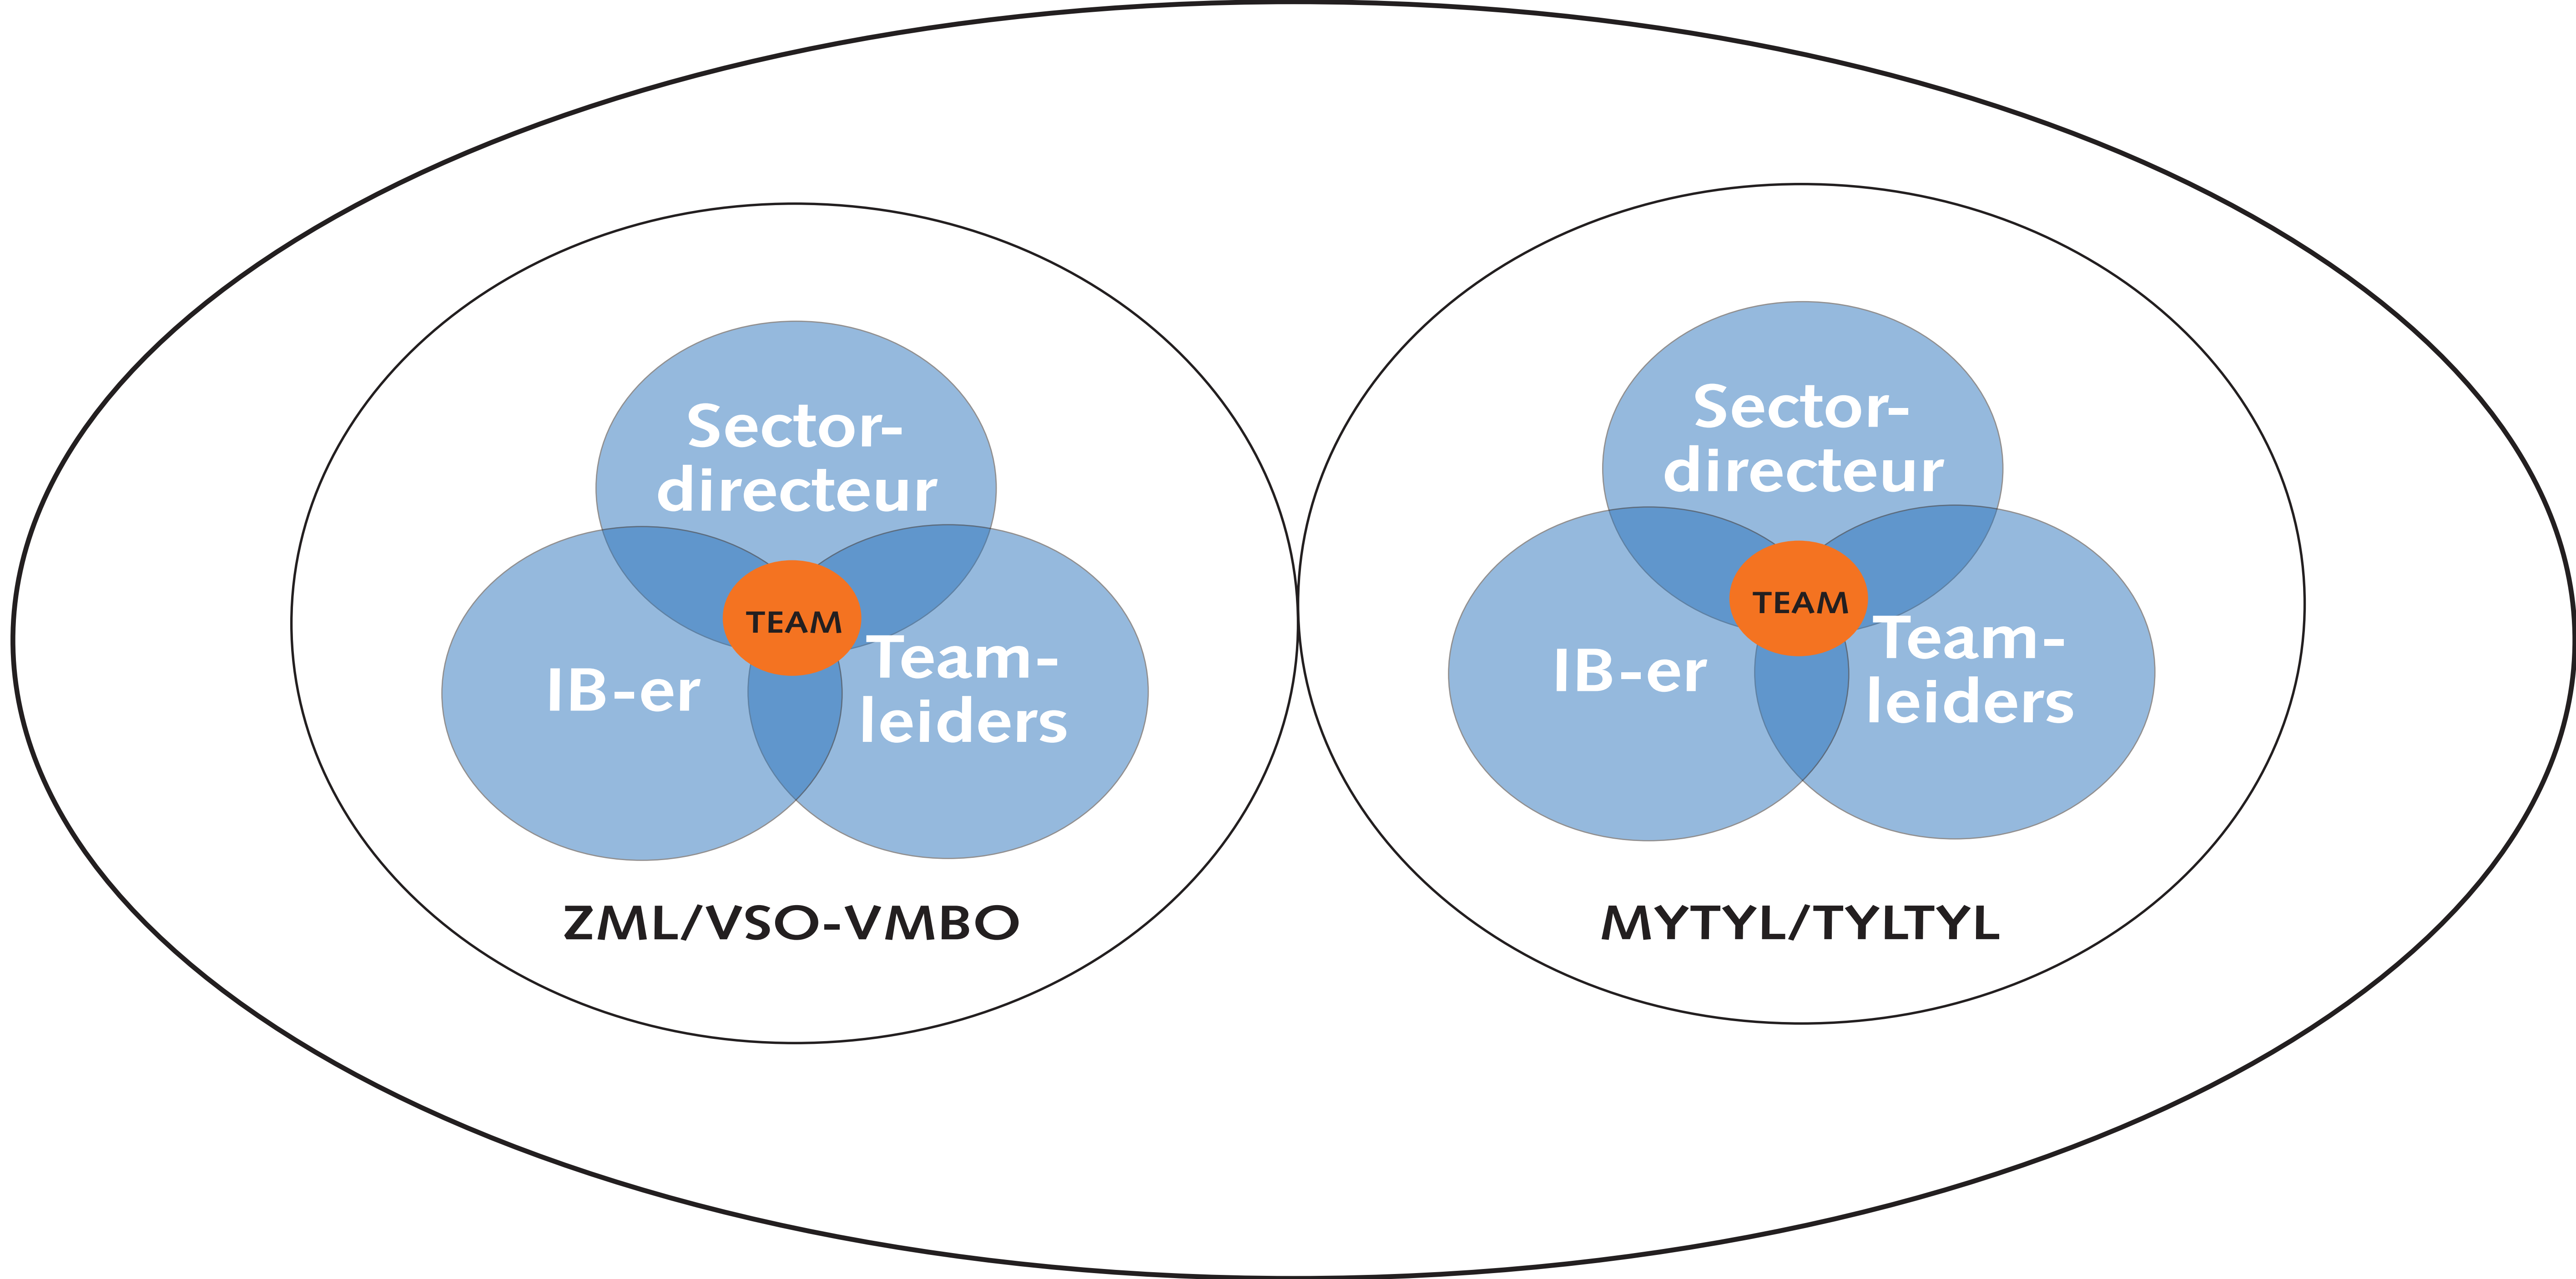 Sector-
directeur
TEAM
IB-er
Team-
leiders
ZML/VSO-VMBO
Sector-
directeur
TEAM
IB-er
Team-
leiders
MYTYL/TYLTYL